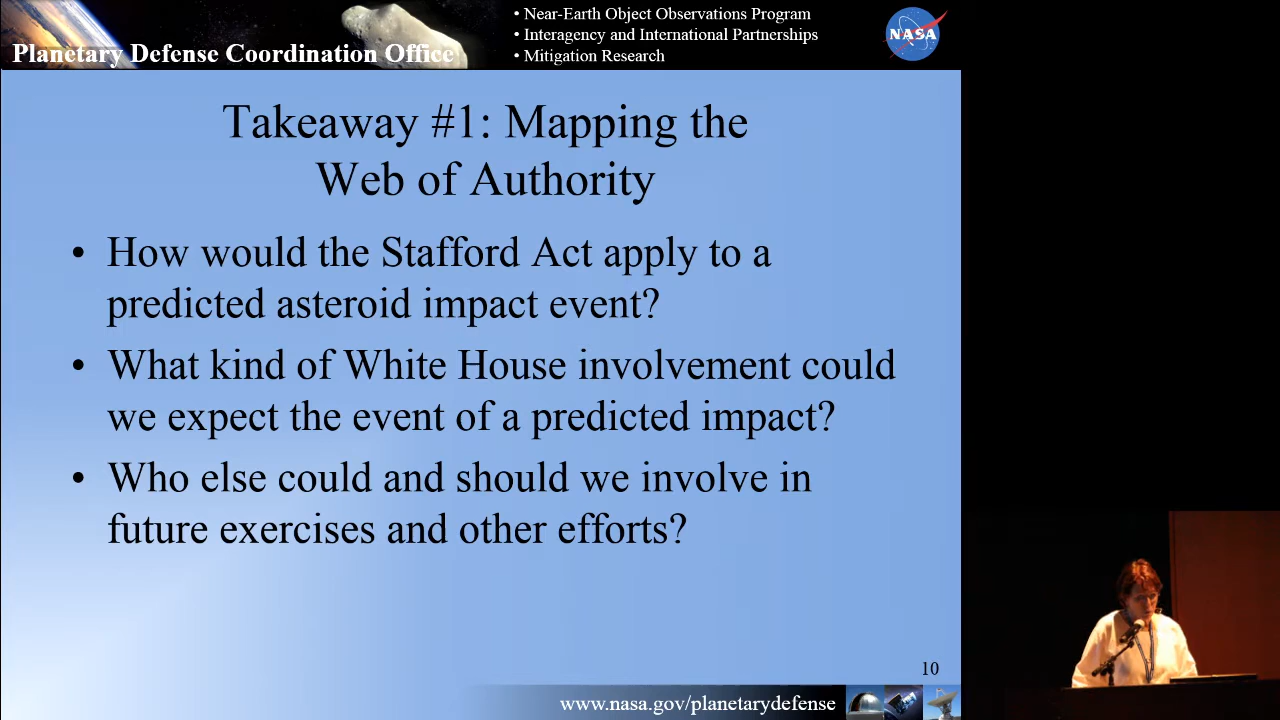 Planetary Defense Coordination Office
• Near-Earth Object Observations Program
• Interagency and International Partnerships
• Mitigation Research
NASA
Takeaway #1: Mapping the
Web of Authority
• How would the Stafford Act apply to a
predicted asteroid impact event?
• What kind of White House involvement could
we expect the event of a predicted impact?
• Who else could and should we involve in
future exercises and other efforts?
10
www.nasa.gov/planetarydefense